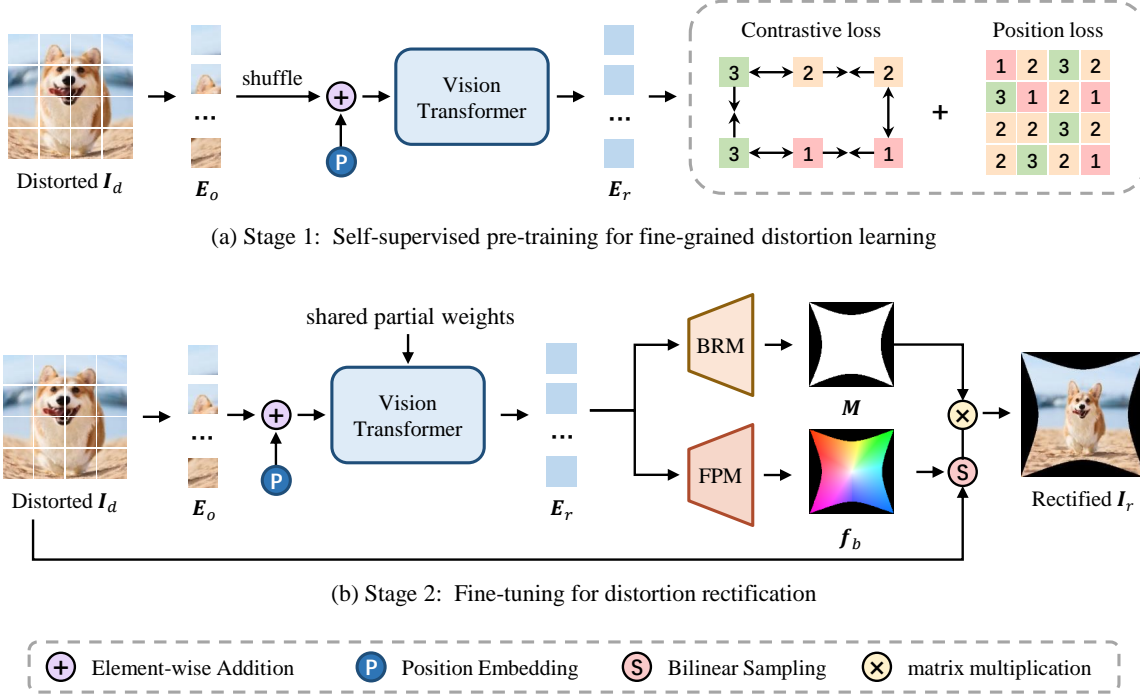 Contrastive loss
Position loss
shuffle
+
P
Vision
Transformer
...
...
3 2 2
3 1 1
+
1 2 3 2
3 1 2 1
2 2 3 2
2 3 2 1
Distorted I_d
E_o
E_r
(a) Stage 1: Self-supervised pre-training for fine-grained distortion learning
shared partial weights
+
P
Vision
Transformer
...
...
BRM
M
×
FPM
S
f_b
Distorted I_d
E_o
E_r
Rectified I_r
(b) Stage 2: Fine-tuning for distortion rectification
+ Element-wise Addition
P Position Embedding
S Bilinear Sampling
× matrix multiplication